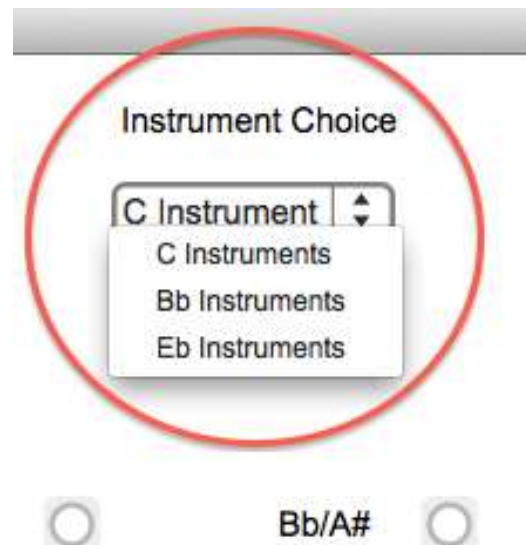 Instrument Choice
C Instrument
C Instruments
Bb Instruments
Eb Instruments
Bb/A#